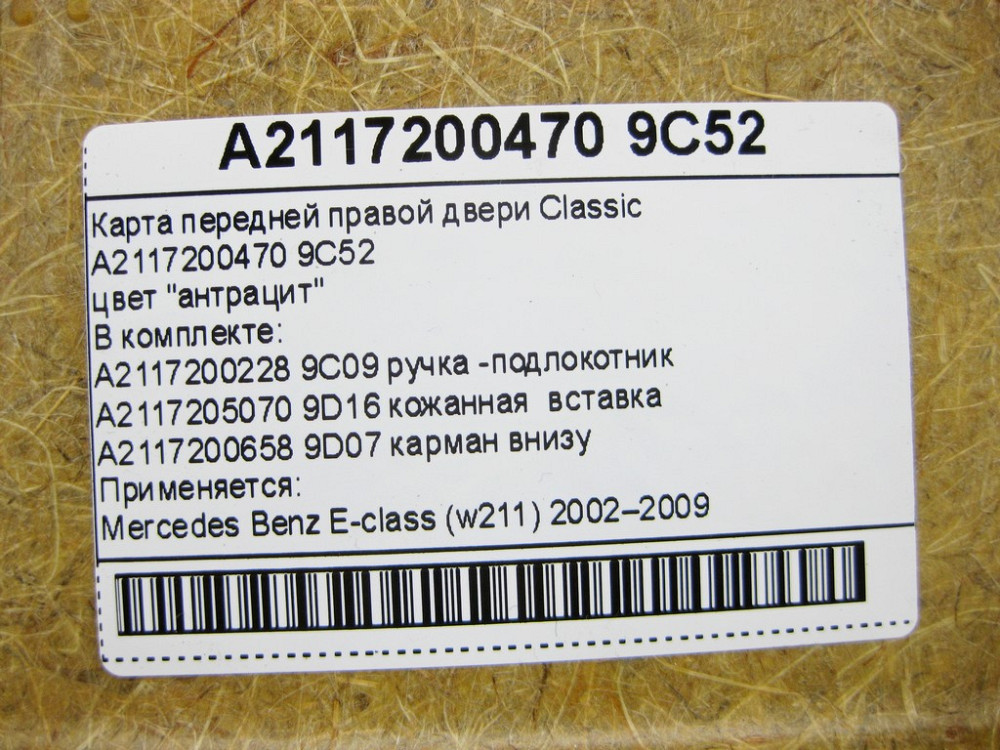 A2117200470 9C52
Карта передней правой двери Classic
A2117200470 9C52
цвет "антрацит"
В комплекте:
A2117200228 9C09 ручка -подлокотник
A2117205070 9D16 кожанная вставка
A2117200658 9D07 карман внизу
Применяется:
Mercedes Benz E-class (w211) 2002–2009